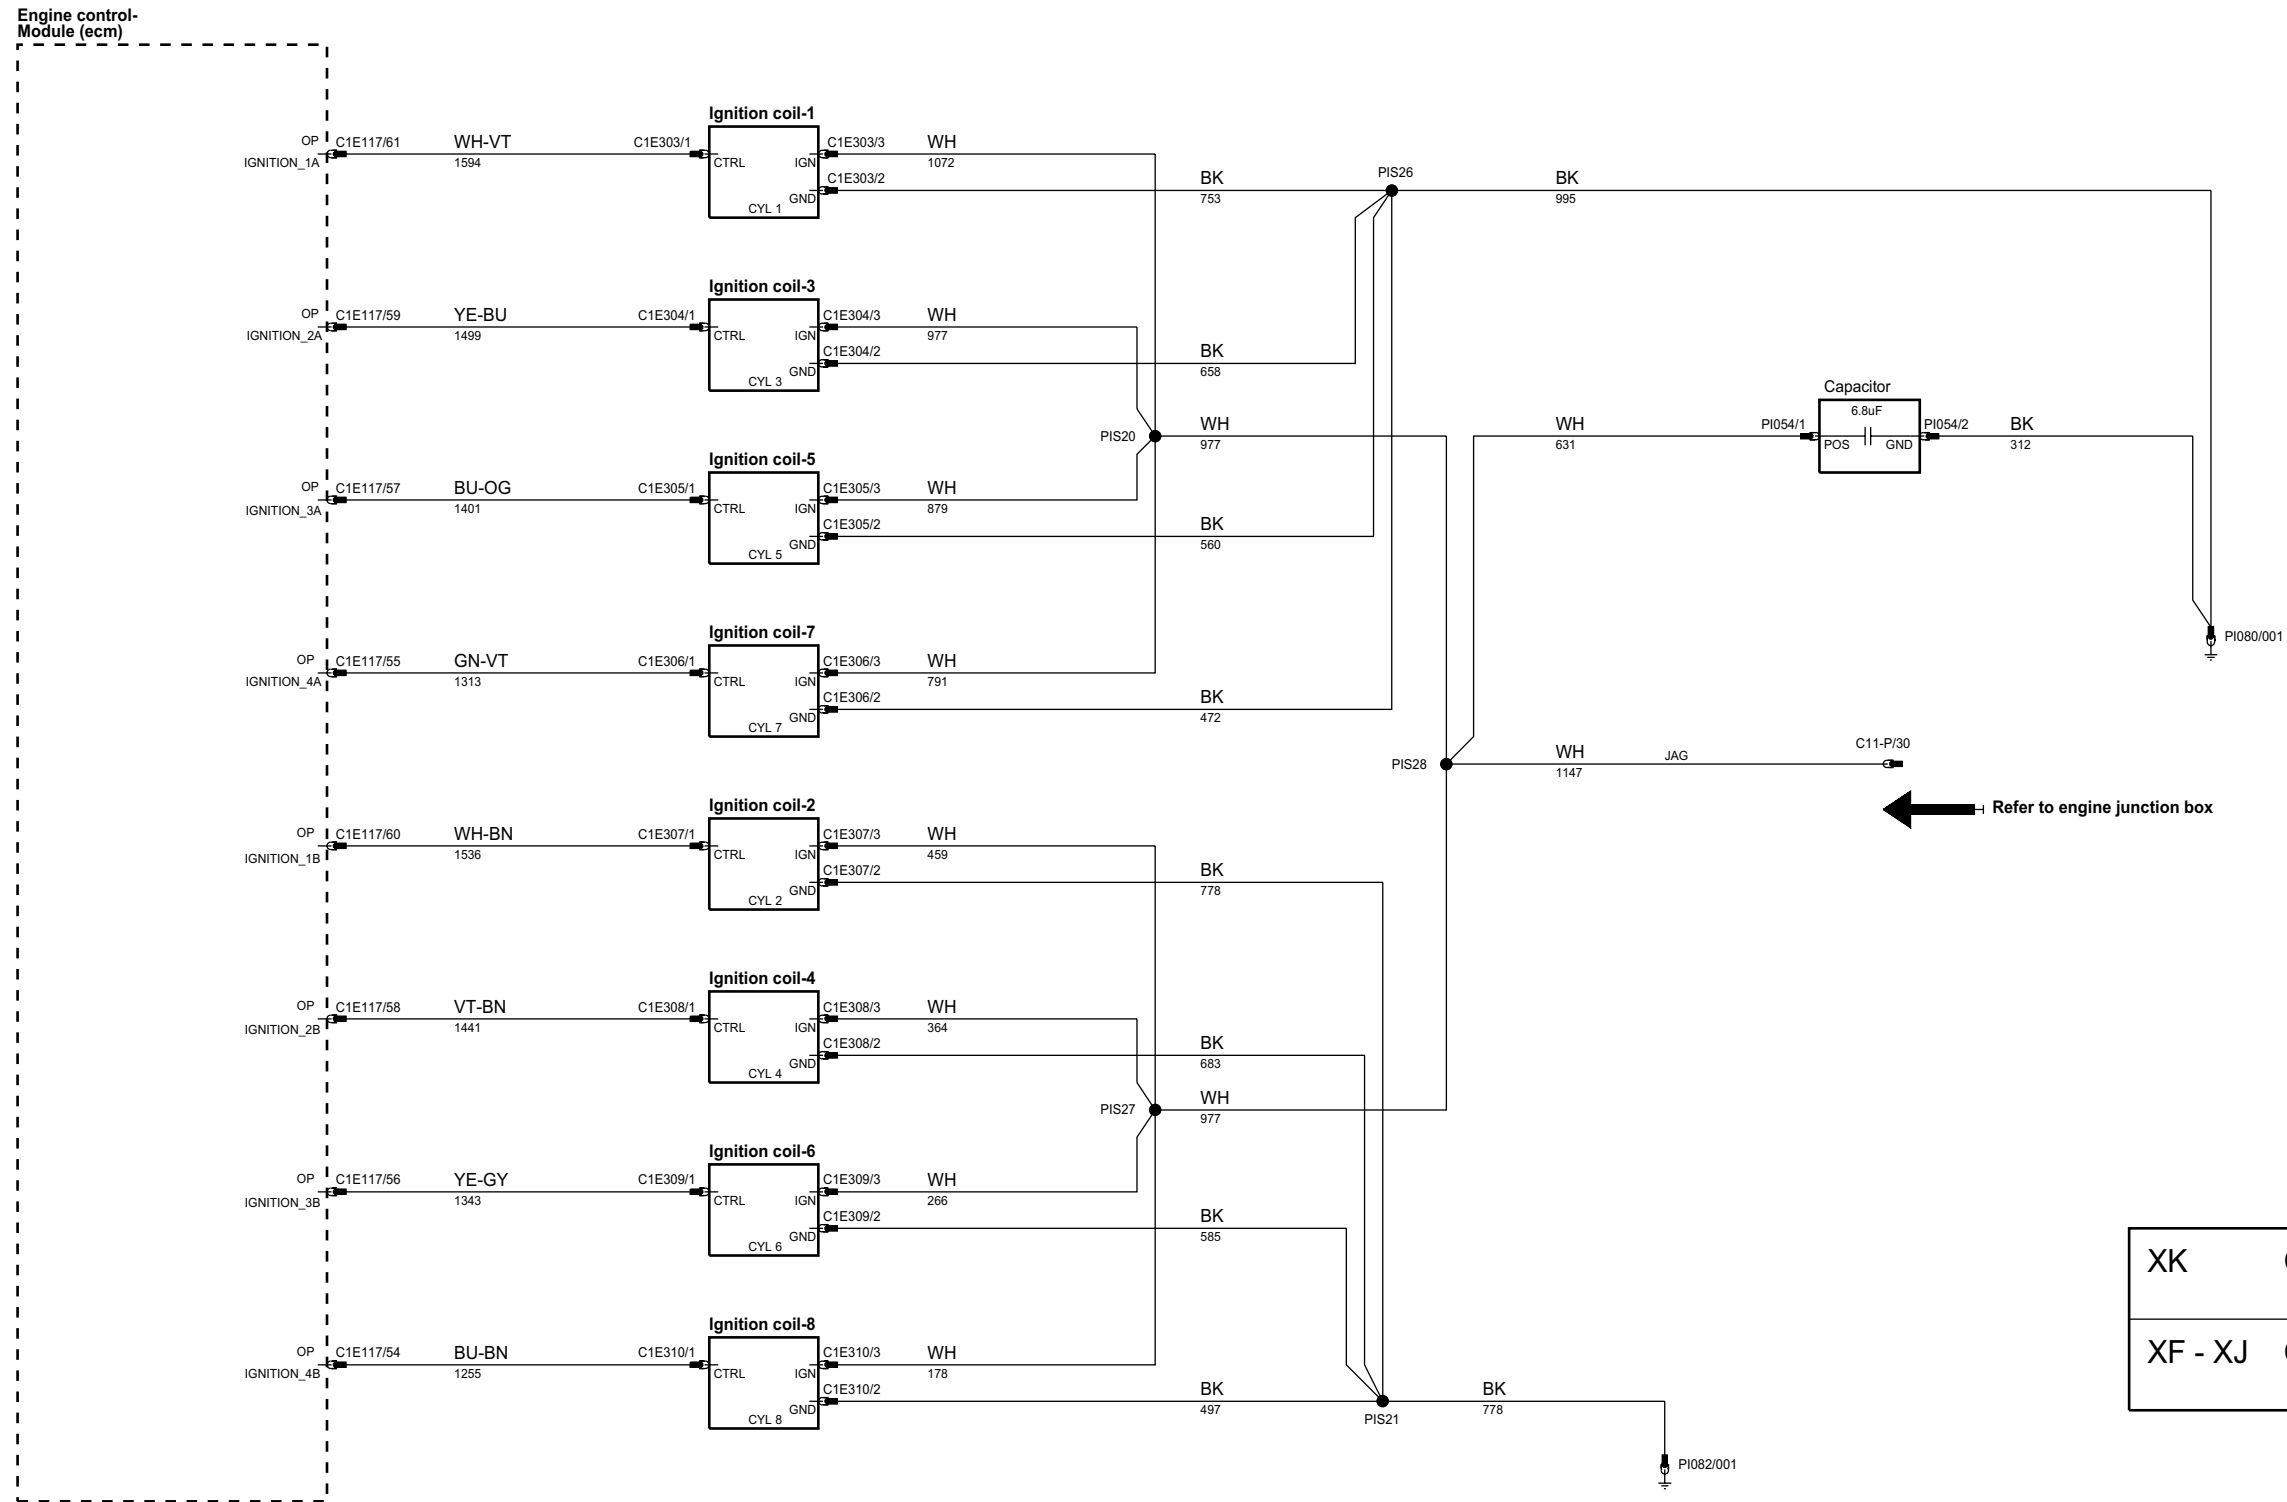 Engine control-
Module (ecm)
Ignition coil-1
OP C1E117/61 WH-VT C1E303/1 C1E303/3 WH
IGNITION_1A 1594 CTRL IGN 1072
C1E303/2 BK PIS26 BK
GND 753 995
CYL 1
Ignition coil-3
OP C1E117/59 YE-BU C1E304/1 C1E304/3 WH
IGNITION_2A 1499 CTRL IGN 977
C1E304/2 BK
GND 658
CYL 3
Capacitor
6.8uF
PIS20 WH WH PI054/1 PI054/2 BK
977 631 POS GND 312
Ignition coil-5
OP C1E117/57 BU-OG C1E305/1 C1E305/3 WH
IGNITION_3A 1401 CTRL IGN 879
C1E305/2 BK
GND 560
CYL 5
Ignition coil-7
PI080/001
OP C1E117/55 GN-VT C1E306/1 C1E306/3 WH
IGNITION_4A 1313 CTRL IGN 791
C1E306/2 BK
GND 472
CYL 7
PIS28 WH JAG C11-P/30
1147
Refer to engine junction box
Ignition coil-2
OP C1E117/60 WH-BN C1E307/1 C1E307/3 WH
IGNITION_1B 1536 CTRL IGN 459
C1E307/2 BK
GND 778
CYL 2
Ignition coil-4
OP C1E117/58 VT-BN C1E308/1 C1E308/3 WH
IGNITION_2B 1441 CTRL IGN 364
C1E308/2 BK
GND 683
CYL 4
PIS27 WH
977
Ignition coil-6
OP C1E117/56 YE-GY C1E309/1 C1E309/3 WH
IGNITION_3B 1343 CTRL IGN 266
C1E309/2 BK
GND 585
CYL 6
XK
Ignition coil-8
XF - XJ
OP C1E117/54 BU-BN C1E310/1 C1E310/3 WH
IGNITION_4B 1255 CTRL IGN 178
C1E310/2 BK BK
GND 497 PIS21 778
CYL 8
PI082/001